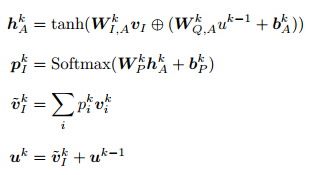 h_A^k = tanh(W_{I,A}^k v_I ⊕ (W_{Q,A}^k u^{k-1} + b_A^k))
p_I^k = Softmax(W_P^k h_A^k + b_P^k)
ṽ_I^k = ∑_i p_i^k v_i^k
u^k = ṽ_I^k + u^{k-1}